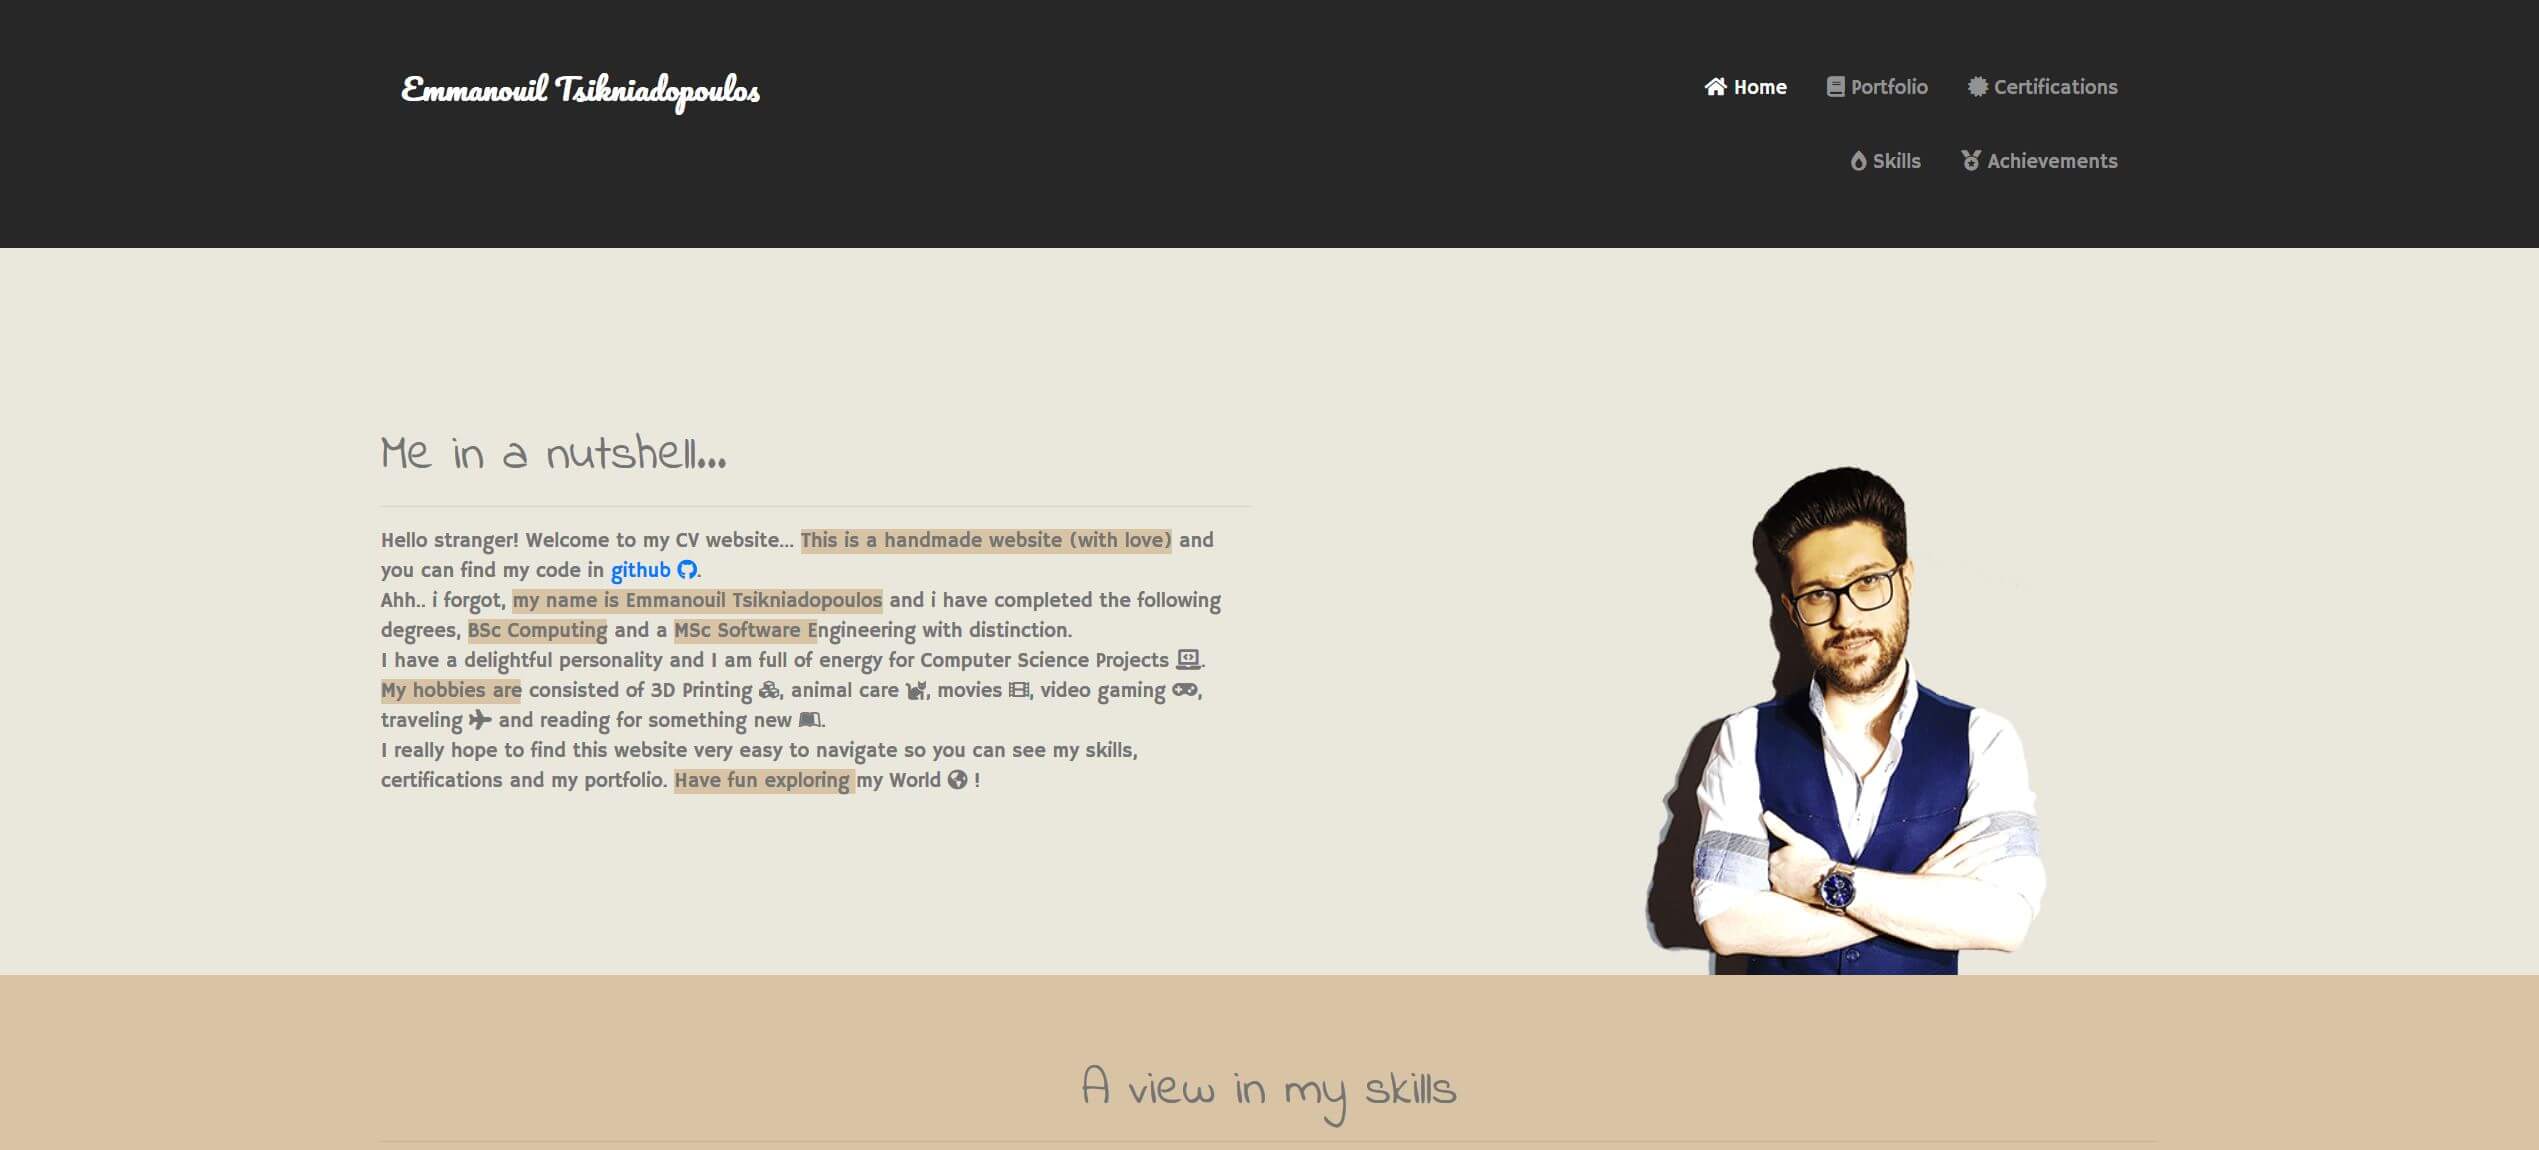 Emmanouil Tsikniadopoulos
Home Portfolio Certifications
Skills Achievements
Me in a nutshell...
Hello stranger! Welcome to my CV website... This is a handmade website (with love) and
you can find my code in github .
Ahh.. i forgot, my name is Emmanouil Tsikniadopoulos and i have completed the following
degrees, BSc Computing and a MSc Software Engineering with distinction.
I have a delightful personality and I am full of energy for Computer Science Projects .
My hobbies are consisted of 3D Printing , animal care , movies , video gaming ,
traveling and reading for something new .
I really hope to find this website very easy to navigate so you can see my skills,
certifications and my portfolio. Have fun exploring my World !
A view in my skills